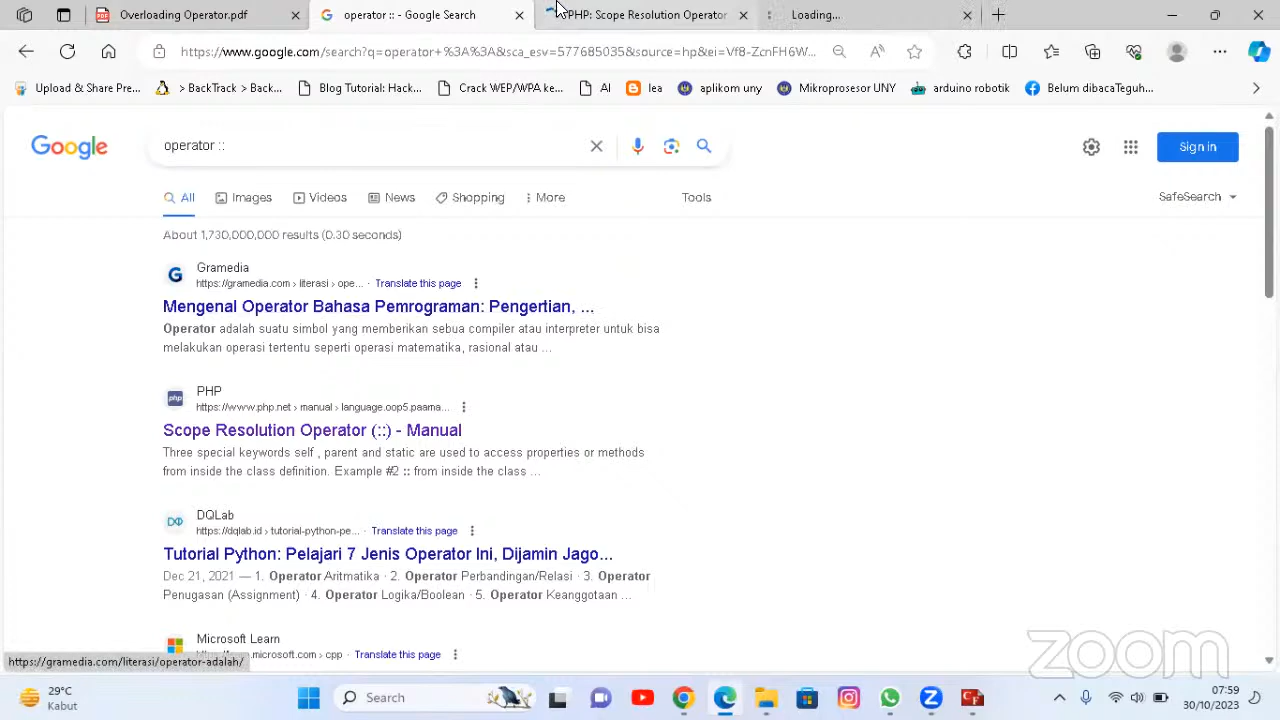 Overloading Operator.pdf
operator :: - Google Search
PHP: Scope Resolution Operator
Loading...
https://www.google.com/search?q=operator+%3A%3A&sca_esv=577685035&source=hp&ei=Vf8-ZcnFH6W...
Upload & Share Pre...
> BackTrack > Back...
Blog Tutorial: Hack...
Crack WEP/WPA ke...
AI
lea
aplikom uny
Mikroprosesor UNY
arduino robotik
Belum dibacaTeguh...
Google
operator ::
Sign in
All
Images
Videos
News
Shopping
More
Tools
SafeSearch
About 1,730,000,000 results (0.30 seconds)
Gramedia
https://gramedia.com › literasi › ope... · Translate this page
Mengenal Operator Bahasa Pemrograman: Pengertian, ...
Operator adalah suatu simbol yang memberikan sebua compiler atau interpreter untuk bisa
melakukan operasi tertentu seperti operasi matematika, rasional atau ...
PHP
https://www.php.net › manual › language.oop5.paama...
Scope Resolution Operator (::) - Manual
Three special keywords self , parent and static are used to access properties or methods
from inside the class definition. Example #2 :: from inside the class ...
DQLab
https://dqlab.id › tutorial-python-pe... · Translate this page
Tutorial Python: Pelajari 7 Jenis Operator Ini, Dijamin Jago...
Dec 21, 2021 — 1. Operator Aritmatika · 2. Operator Perbandingan/Relasi · 3. Operator
Penugasan (Assignment) · 4. Operator Logika/Boolean · 5. Operator Keanggotaan ...
Microsoft Learn
.microsoft.com › cpp · Translate this page
https://gramedia.com/literasi/operator-adalah/
zoom
29°C
Kabut
Search
07:59
30/10/2023